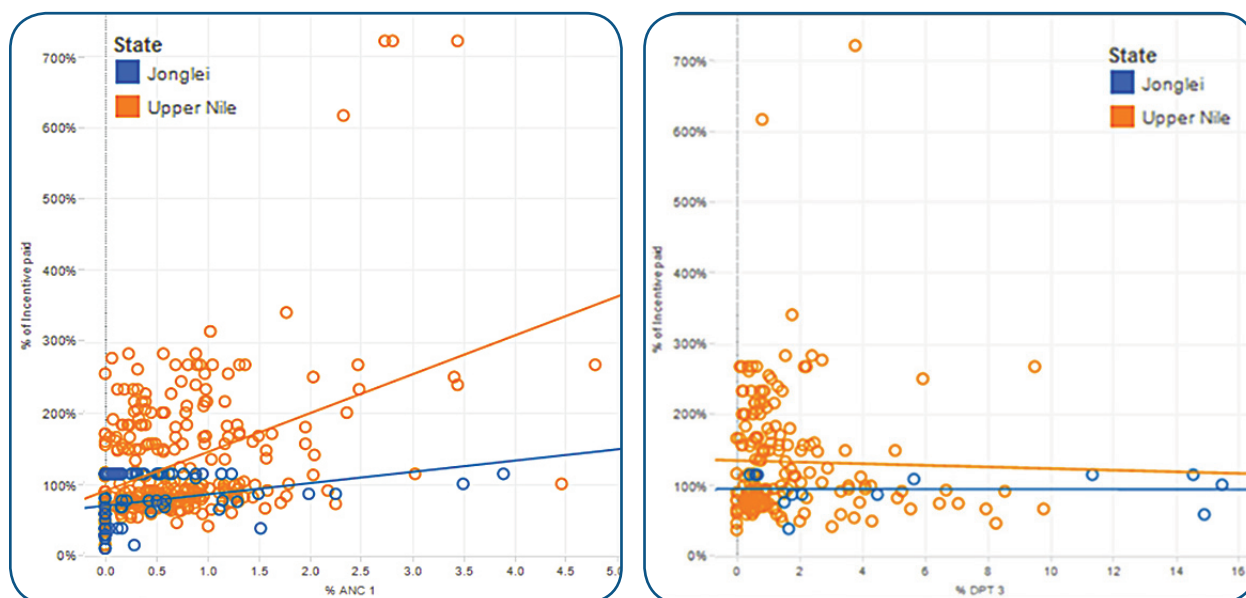 State
Jonglei
Upper Nile
700%
600%
500%
400%
300%
200%
100%
0%
% of Incentive paid
0.0 0.5 1.0 1.5 2.0 2.5 3.0 3.5 4.0 4.5 5.0
% ANC 1
State
Jonglei
Upper Nile
700%
600%
500%
400%
300%
200%
100%
0%
% of Incentive paid
0 2 4 6 8 10 12 14 16
% DPT 3